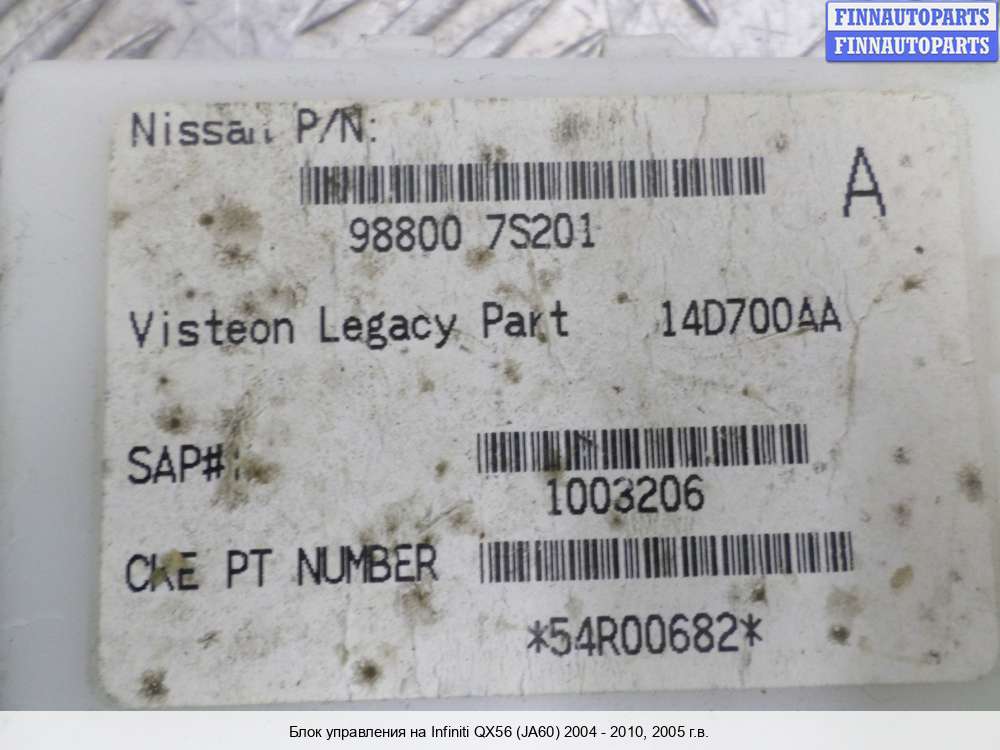 FINNAUTOPARTS
FINNAUTOPARTS
Nissan P/N:
A
98800 7S201
Visteon Legacy Part 14D700AA
SAP#:
1003206
CKE PT NUMBER
*54R00682*
Блок управления на Infiniti QX56 (JA60) 2004 - 2010, 2005 г.в.